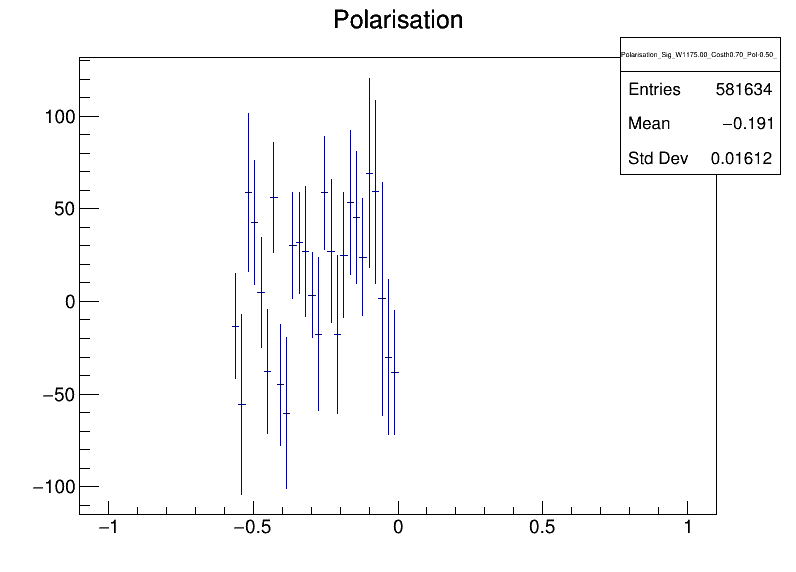 Polarisation
Polarisation_Sig_W1175.00_Costh0.70_Pol-0.50_
Entries 581634
Mean −0.191
Std Dev 0.01612
100
50
0
−50
−100
−1 −0.5 0 0.5 1